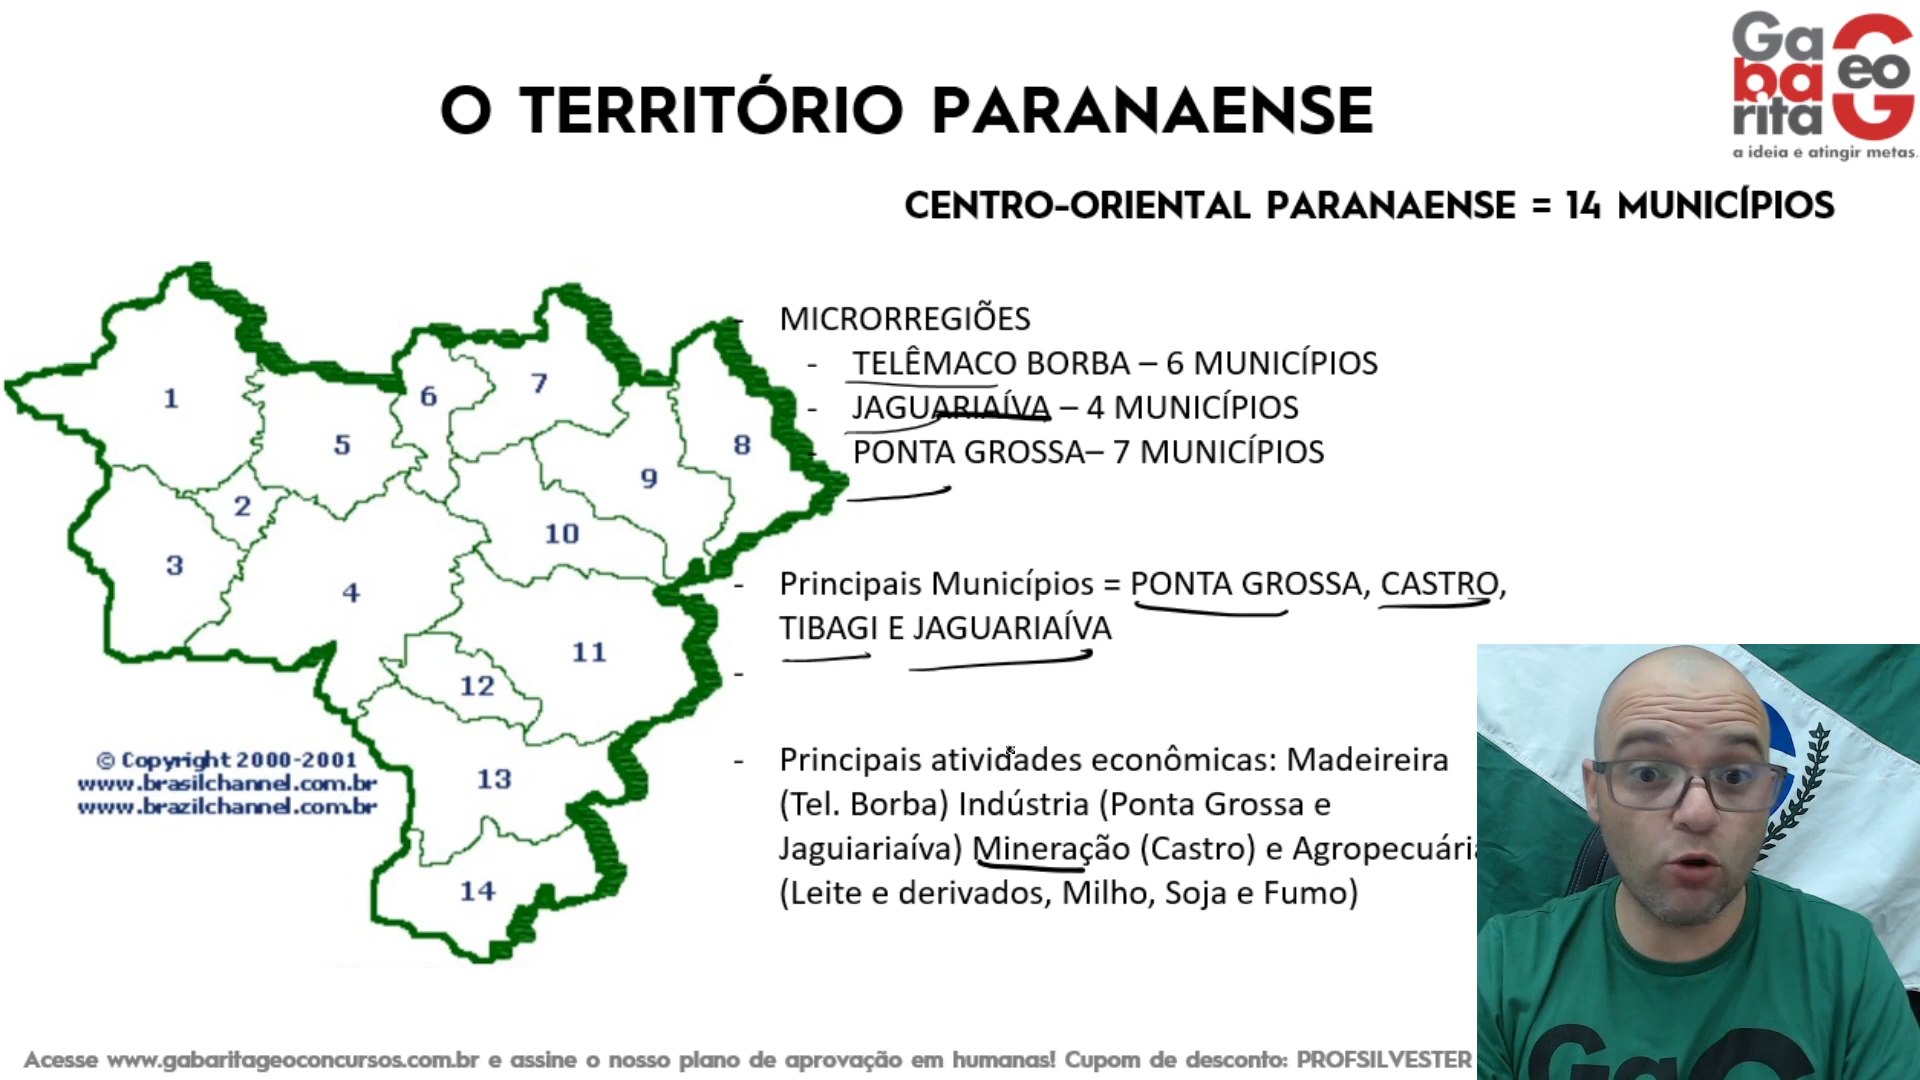 Ga
ba
rita
eo
G
a ideia e atingir metas.
O TERRITÓRIO PARANAENSE
CENTRO-ORIENTAL PARANAENSE = 14 MUNICÍPIOS
- MICRORREGIÕES
- TELÊMACO BORBA – 6 MUNICÍPIOS
- JAGUARIAÍVA – 4 MUNICÍPIOS
- PONTA GROSSA– 7 MUNICÍPIOS
- Principais Municípios = PONTA GROSSA, CASTRO,
TIBAGI E JAGUARIAÍVA
-
- Principais atividades econômicas: Madeireira
(Tel. Borba) Indústria (Ponta Grossa e
Jaguiariaíva) Mineração (Castro) e Agropecuári
(Leite e derivados, Milho, Soja e Fumo)
1
2
3
4
5
6
7
8
9
10
11
12
13
14
© Copyright 2000-2001
www.brasilchannel.com.br
www.brazilchannel.com.br
Acesse www.gabaritageoconcursos.com.br e assine o nosso plano de aprovação em humanas! Cupom de desconto: PROFSILVESTER